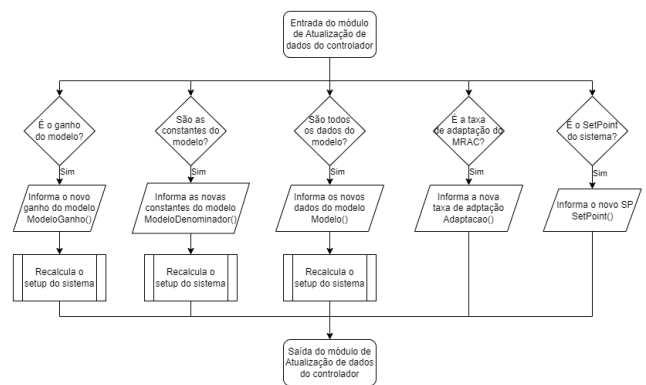 Entrada do módulo
de Atualização de
dados do controlador
É o ganho
do modelo?
São as
constantes do
modelo?
São todos
os dados do
modelo?
É a taxa
de adaptação do
MRAC?
É o SetPoint
do sistema?
Sim
Sim
Sim
Sim
Sim
Informa o novo
ganho do modelo
ModeloGanho()
Informa as novas
constantes do modelo
ModeloDenominador()
Informa os novos
dados do modelo
Modelo()
Informa a nova
taxa de adptação
Adaptacao()
Informa o novo SP
SetPoint()
Recalcula o
setup do sistema
Recalcula o
setup do sistema
Recalcula o
setup do sistema
Saída do módulo de
Atualização de dados
do controlador